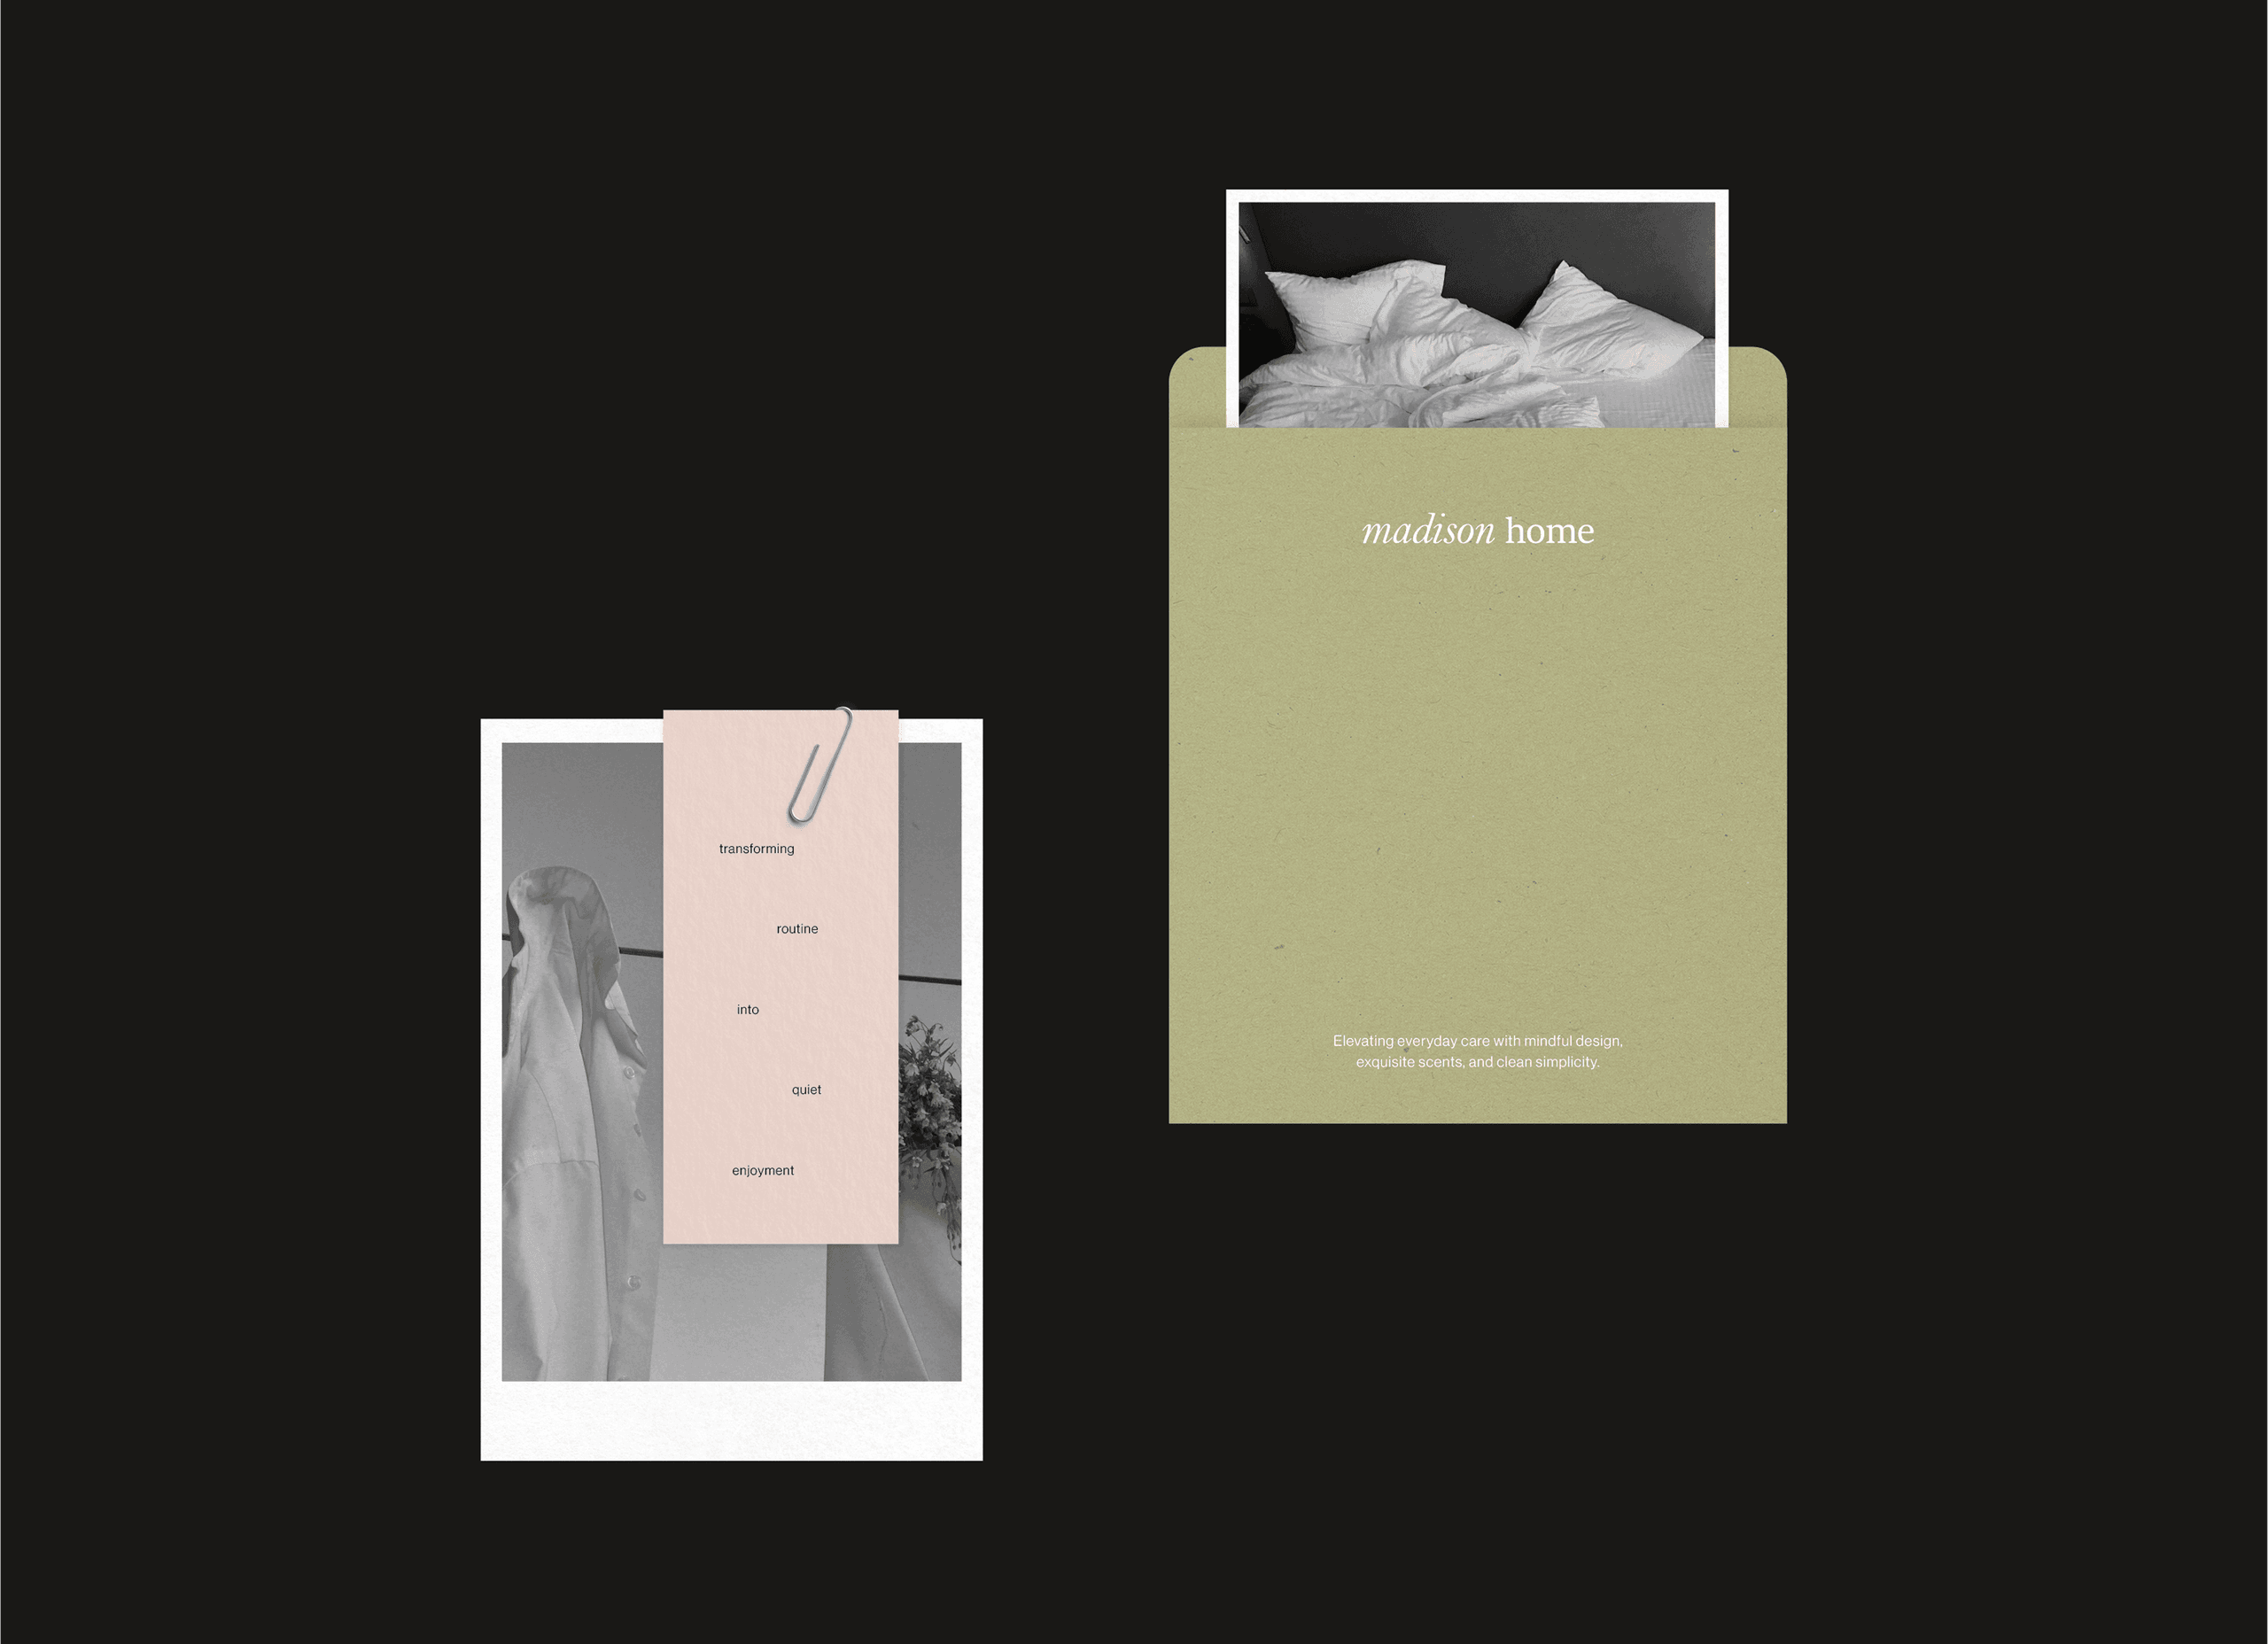 madison home
Elevating everyday care with mindful design,
exquisite scents, and clean simplicity.
transforming
routine
into
quiet
enjoyment